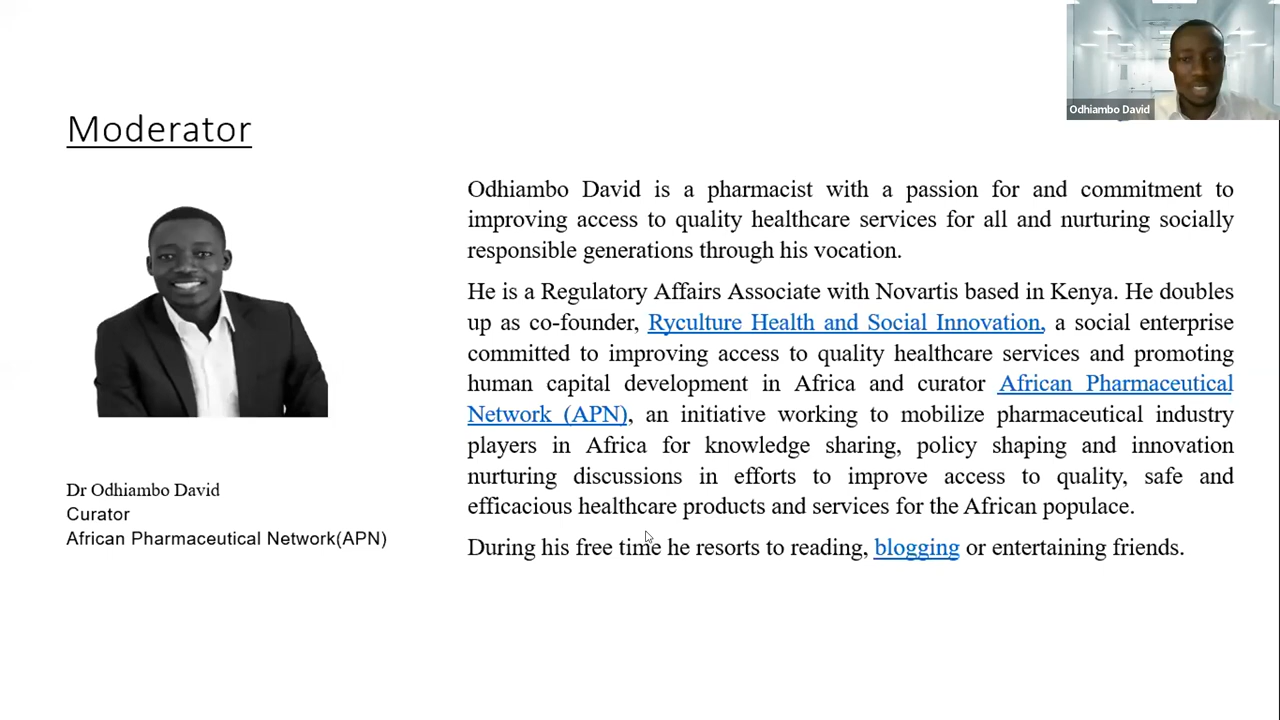 Odhiambo David
Moderator
Odhiambo David is a pharmacist with a passion for and commitment to
improving access to quality healthcare services for all and nurturing socially
responsible generations through his vocation.
He is a Regulatory Affairs Associate with Novartis based in Kenya. He doubles
up as co-founder, Ryculture Health and Social Innovation, a social enterprise
committed to improving access to quality healthcare services and promoting
human capital development in Africa and curator African Pharmaceutical
Network (APN), an initiative working to mobilize pharmaceutical industry
players in Africa for knowledge sharing, policy shaping and innovation
nurturing discussions in efforts to improve access to quality, safe and
efficacious healthcare products and services for the African populace.
During his free time he resorts to reading, blogging or entertaining friends.
Dr Odhiambo David
Curator
African Pharmaceutical Network(APN)